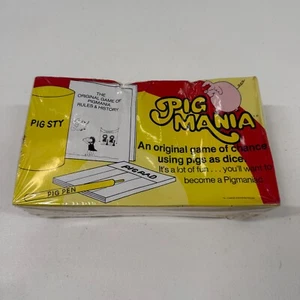 THE
ORIGINAL GAME OF
PIGMANIA
RULES & HISTORY
PIG STY
PIG PAD
PIG PEN
PIG
MANIA
An original game of chance
using pigs as dice.
It's a lot of fun . . . you'll want to
become a Pigmaniac.